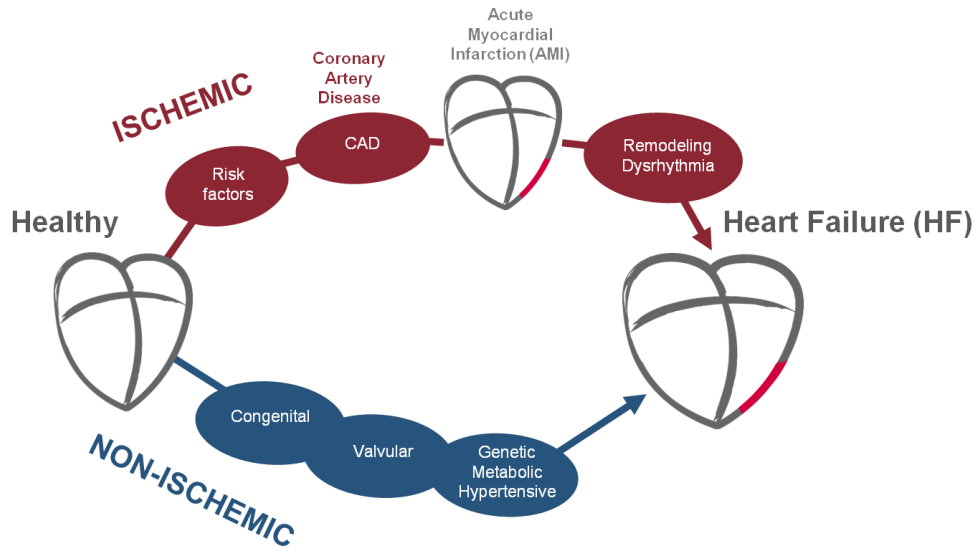 Acute
Myocardial
Infarction (AMI)
Coronary
Artery
Disease
ISCHEMIC
CAD
Remodeling
Dysrhythmia
Risk
factors
Healthy
Heart Failure (HF)
Congenital
Valvular
Genetic
Metabolic
Hypertensive
NON-ISCHEMIC